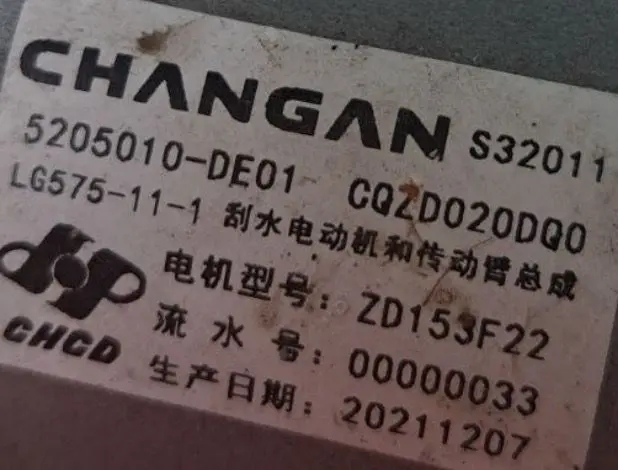 CHANGAN S32011
5205010-DE01 CQZD020DQ0
LG575-11-1 刮水电动机和传动臂总成
电机型号: ZD153F22
流水号: 00000033
生产日期: 20211207
CHCD